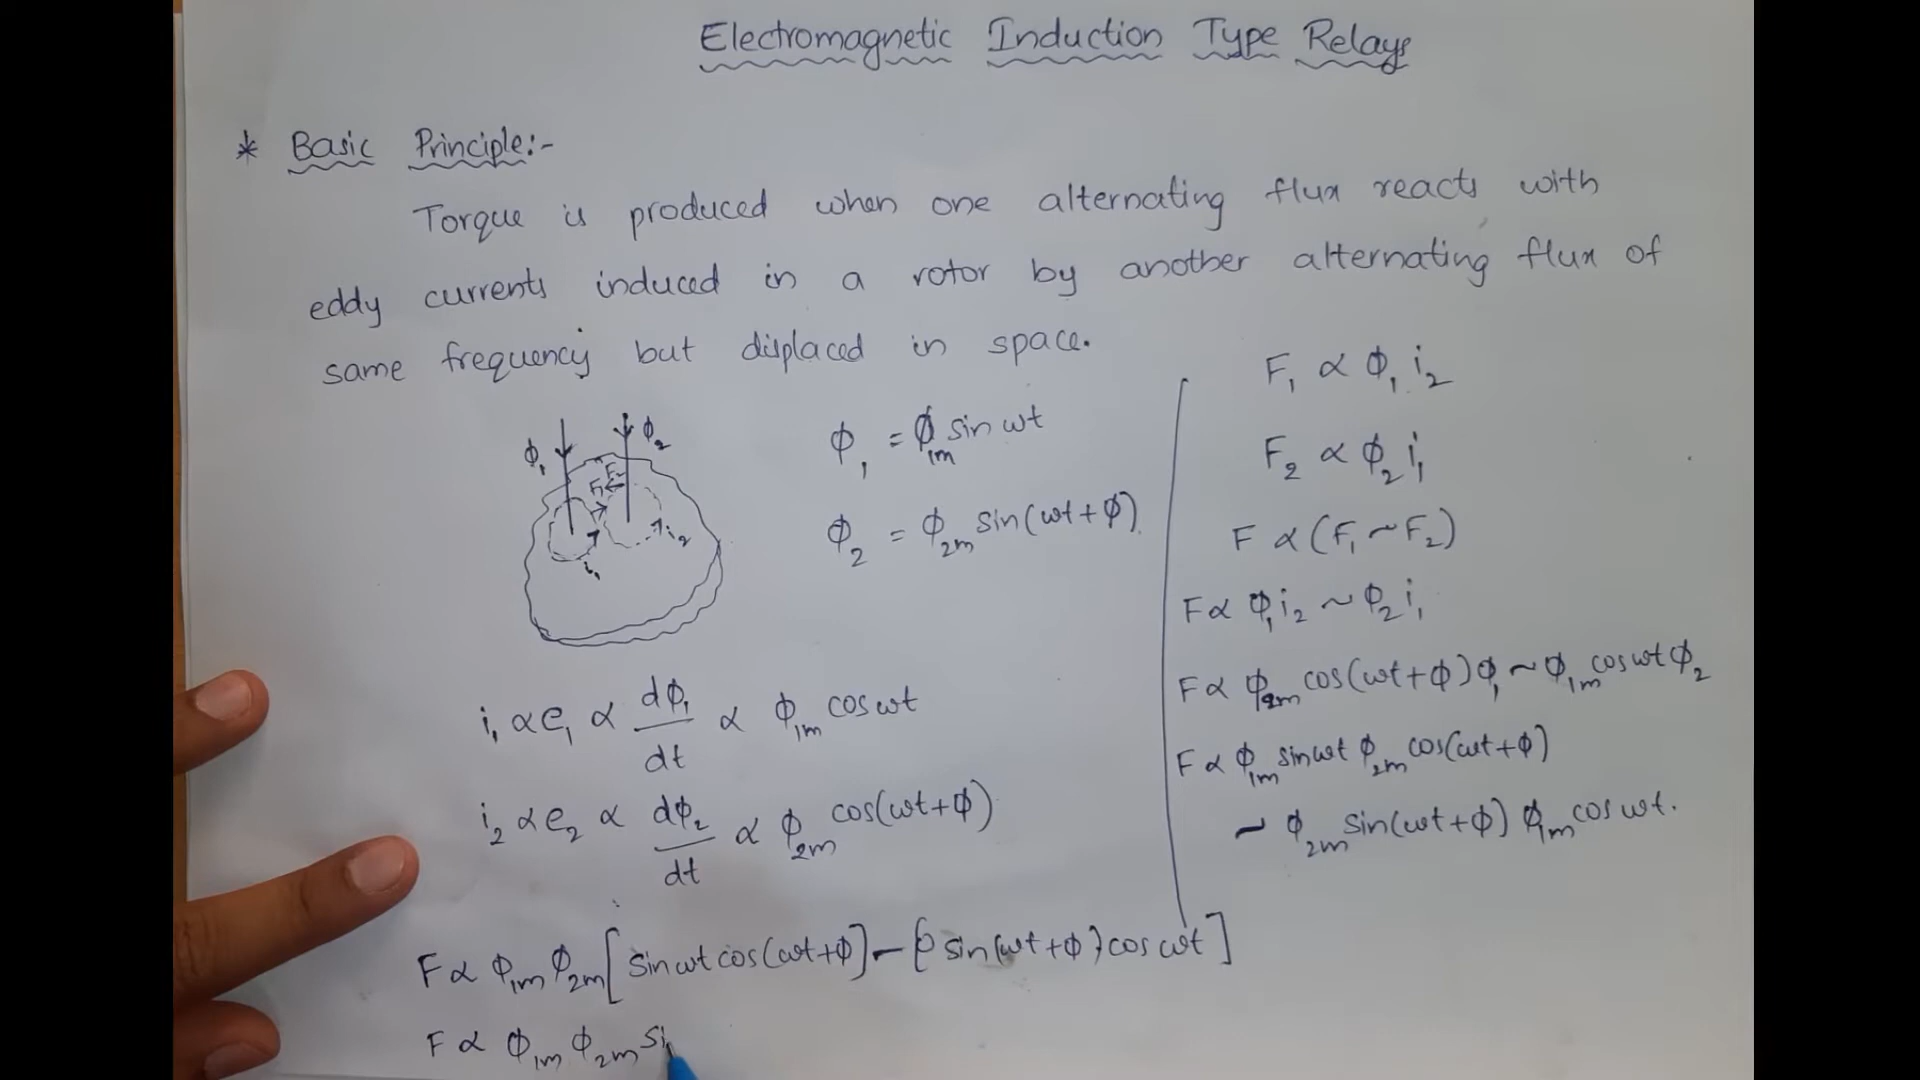 Electromagnetic Induction Type Relays
* Basic Principle:-
Torque is produced when one alternating flux reacts with
eddy currents induced in a rotor by another alternating flux of
same frequency but displaced in space.
ϕ₁ ϕ₂
F₂
F₁
i₂
i₁
ϕ₁ = ϕ₁m sin ωt
ϕ₂ = ϕ₂m sin(ωt+ϕ)
i₁ ∝ e₁ ∝ dϕ₁/dt ∝ ϕ₁m cos ωt
i₂ ∝ e₂ ∝ dϕ₂/dt ∝ ϕ₂m cos(ωt+ϕ)
F₁ ∝ ϕ₁ i₂
F₂ ∝ ϕ₂ i₁
F ∝ (F₁ ~ F₂)
F ∝ ϕ₁ i₂ ~ ϕ₂ i₁
F ∝ ϕ₂m cos(ωt+ϕ) ϕ₁ ~ ϕ₁m cos ωt ϕ₂
F ∝ ϕ₁m sin ωt ϕ₂m cos(ωt+ϕ)
~ ϕ₂m sin(ωt+ϕ) ϕ₁m cos ωt.
F ∝ ϕ₁m ϕ₂m [sin ωt cos(ωt+ϕ)] - [sin(ωt+ϕ) cos ωt]
F ∝ ϕ₁m ϕ₂m si